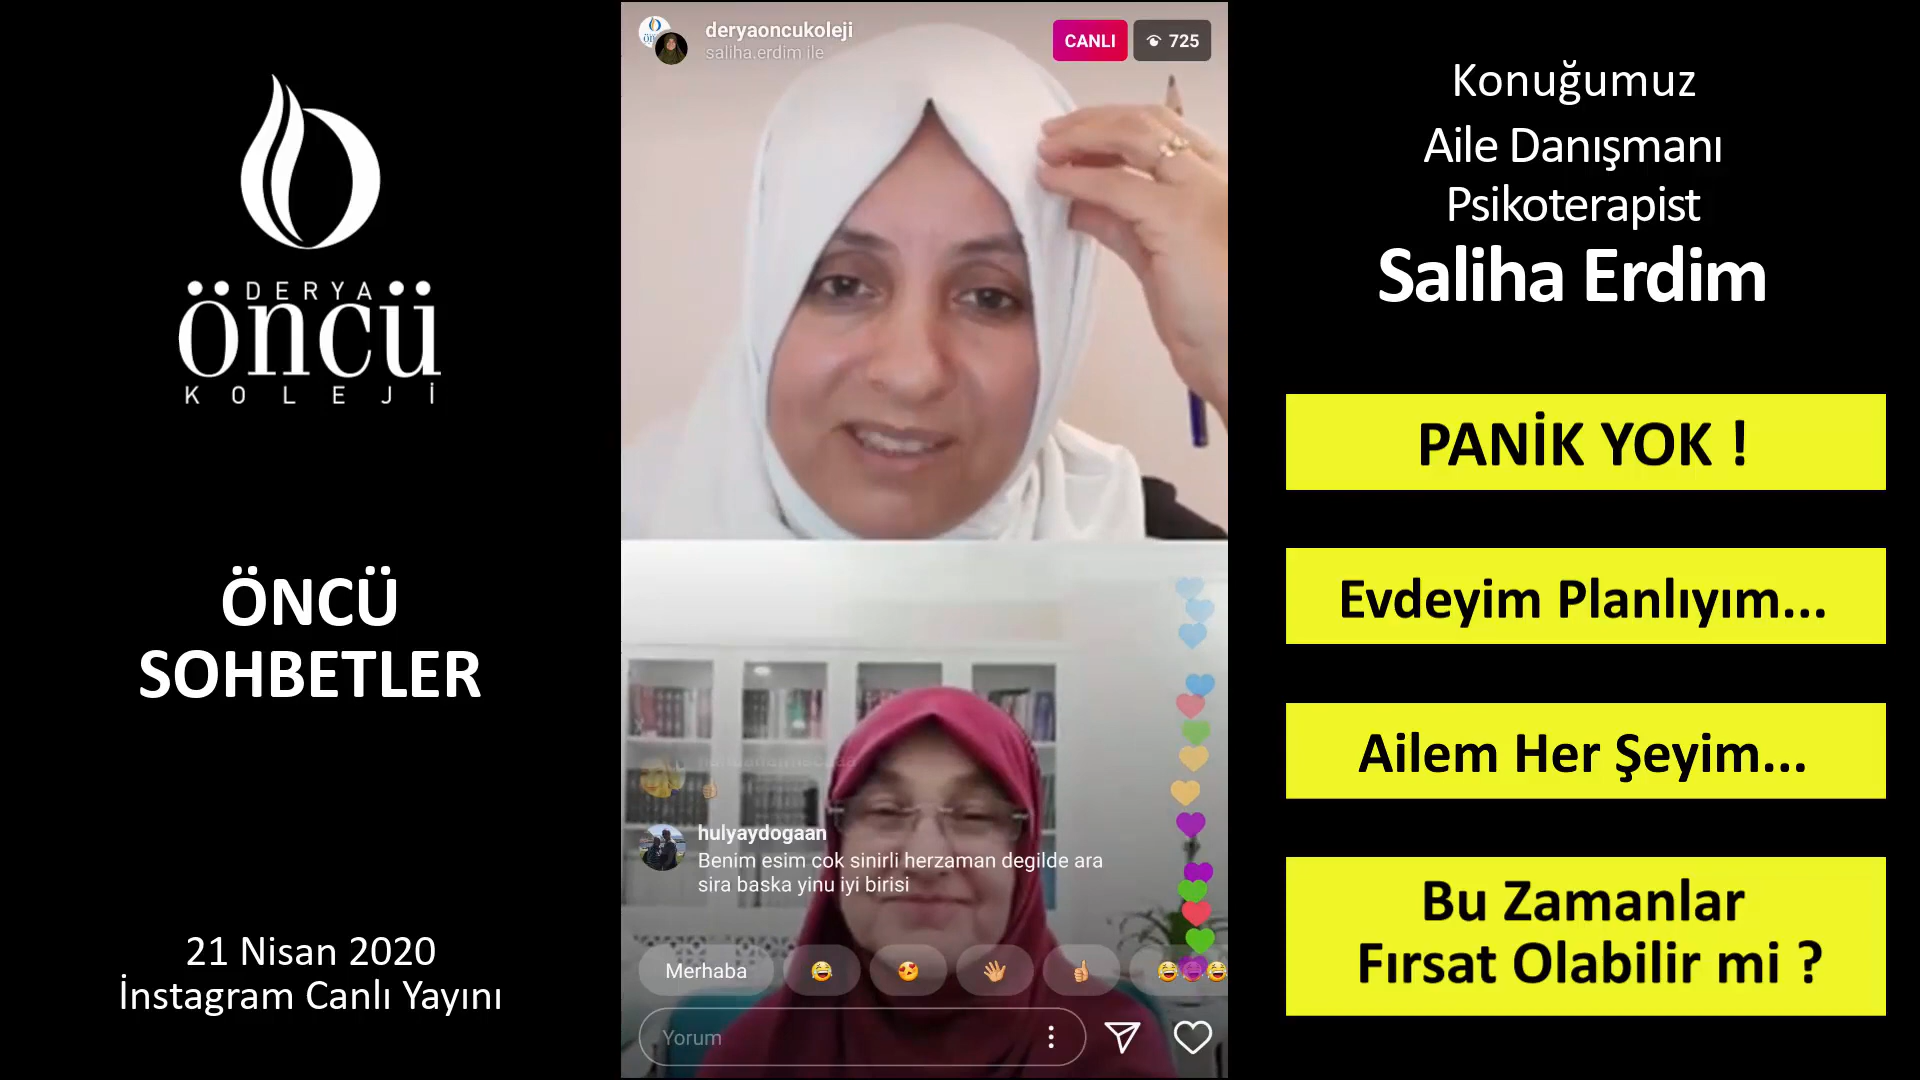 DERYA
öncü
KOLEJİ
ÖNCÜ
SOHBETLER
21 Nisan 2020
İnstagram Canlı Yayını
deryaoncukoleji
saliha.erdim ile
CANLI
725
hulyaydogaan
Benim esim cok sinirli herzaman degilde ara
sira baska yinu iyi birisi
Merhaba
Yorum
Konuğumuz
Aile Danışmanı
Psikoterapist
Saliha Erdim
PANİK YOK !
Evdeyim Planlıyım...
Ailem Her Şeyim...
Bu Zamanlar
Fırsat Olabilir mi ?